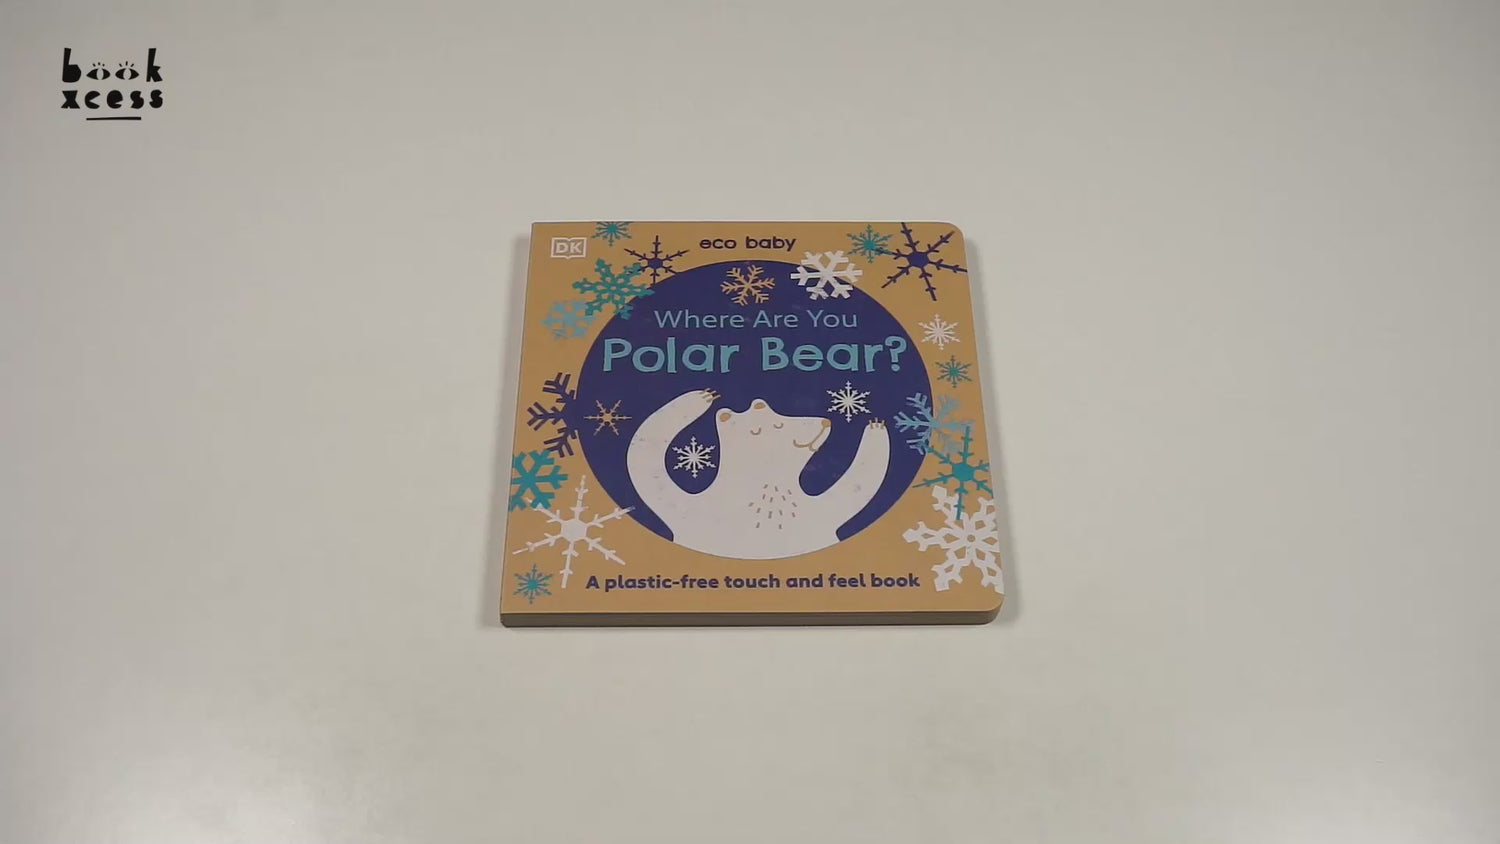 book
xcess
DK
eco baby
Where Are You
Polar Bear?
A plastic-free touch and feel book